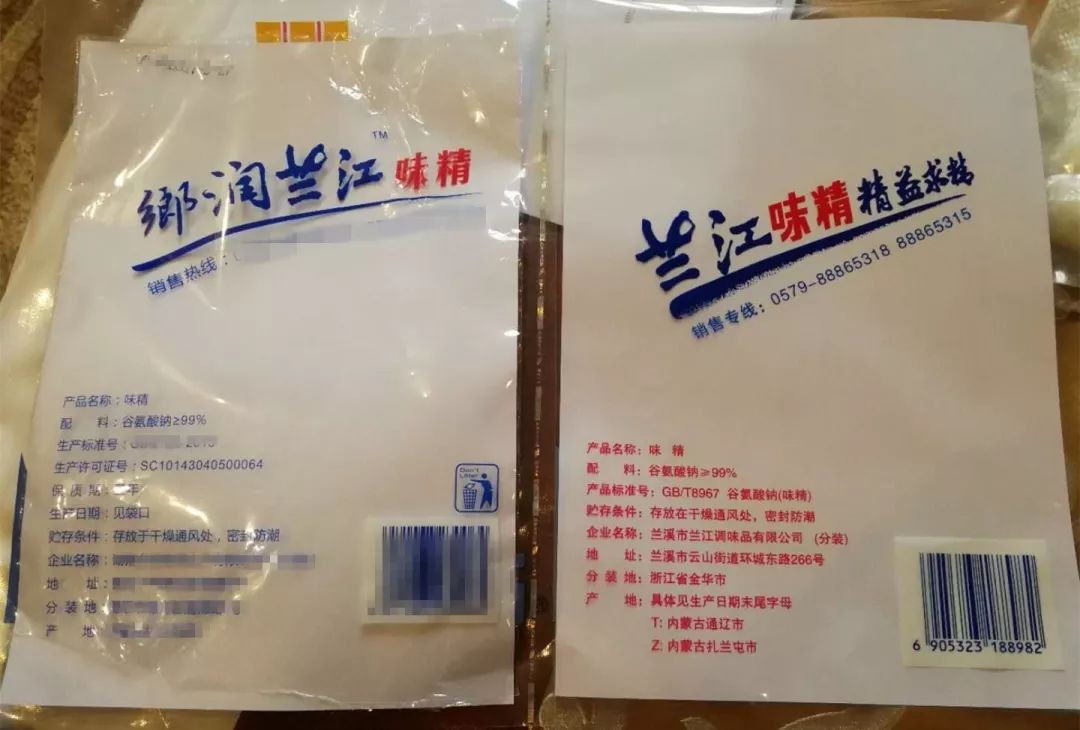 鄉润兰江味精
TM
销售热线:
产品名称:味精
配 料:谷氨酸钠≥99%
生产标准号:
生产许可证号:SC10143040500064
保 质 期: 年
生产日期:见袋口
贮存条件:存放于干燥通风处,密封防潮
企业名称:
地 址:
分 装 地:
产 地:
Don't
Litter
兰江味精 精益求精
销售专线:0579-88865318 88865315
产品名称:味 精
配 料:谷氨酸钠≥99%
产品标准号:GB/T8967 谷氨酸钠(味精)
贮存条件:存放在干燥通风处,密封防潮
企业名称:兰溪市兰江调味品有限公司 (分装)
地 址:兰溪市云山街道环城东路266号
分 装 地:浙江省金华市
产 地:具体见生产日期末尾字母
T:内蒙古通辽市
Z:内蒙古扎兰屯市
6 905323 188982